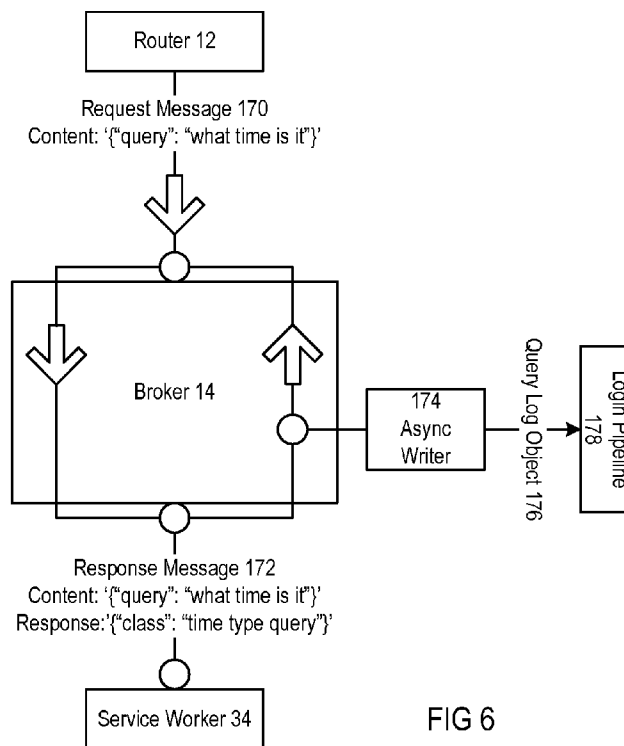 Router 12
Request Message 170
Content: '{“query”: “what time is it”}’
Broker 14
174
Async
Writer
Query Log Object 176
Login Pipeline
178
Response Message 172
Content: '{“query”: “what time is it”}’
Response:'{“class”: “time type query”}’
Service Worker 34
FIG 6